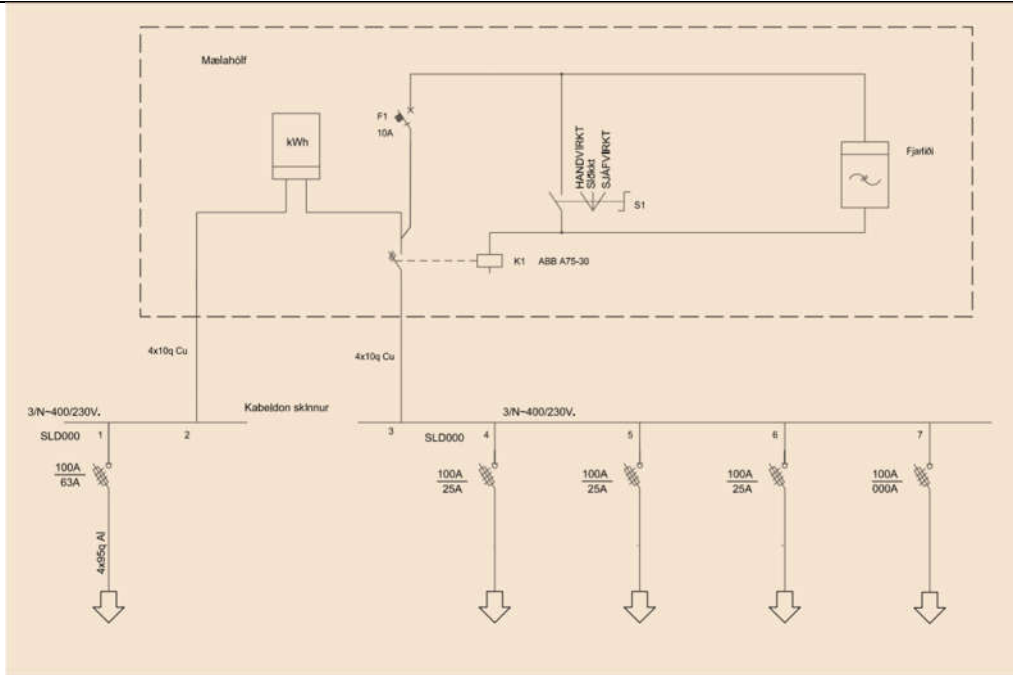 Mælahólf
F1
10A
kWh
HANDVIRKT
Slökkt
SJÁFVIRKT
S1
Fjarliði
K1 ABB A75-30
4x10q Cu
4x10q Cu
3/N~400/230V.
Kabeldon skinnur
3/N~400/230V.
SLD000
1
2
3
SLD000
4
5
6
7
100A
63A
100A
25A
100A
25A
100A
25A
100A
000A
4x95q Al